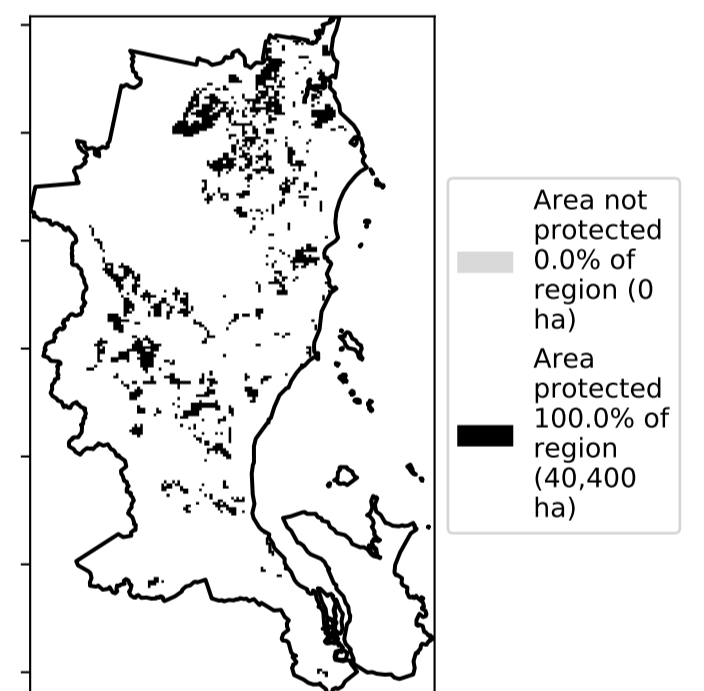 Area not
protected
0.0% of
region (0
ha)
Area
protected
100.0% of
region
(40,400
ha)